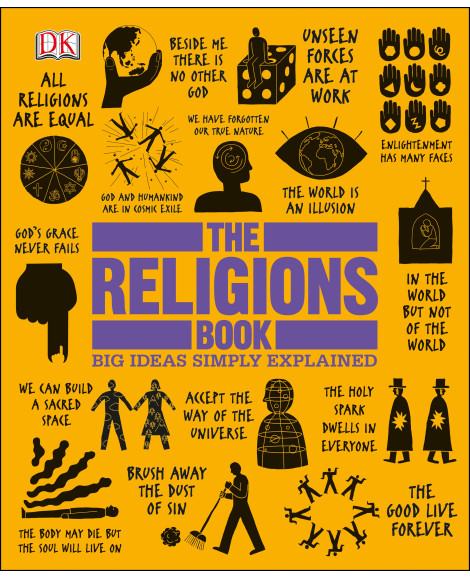 DK
BESIDE ME
THERE IS
NO OTHER
GOD
UNSEEN
FORCES
ARE AT
WORK
ALL
RELIGIONS
ARE EQUAL
WE HAVE FORGOTTEN
OUR TRUE NATURE
ENLIGHTENMENT
HAS MANY FACES
GOD AND HUMANKIND
ARE IN COSMIC EXILE
THE WORLD IS
AN ILLUSION
GOD'S GRACE
NEVER FAILS
THE
RELIGIONS
BOOK
BIG IDEAS SIMPLY EXPLAINED
IN THE
WORLD
BUT NOT
OF THE
WORLD
WE CAN BUILD
A SACRED
SPACE
ACCEPT THE
WAY OF THE
UNIVERSE
THE HOLY
SPARK
DWELLS IN
EVERYONE
BRUSH AWAY
THE DUST
OF SIN
THE
GOOD LIVE
FOREVER
THE BODY MAY DIE BUT
THE SOUL WILL LIVE ON